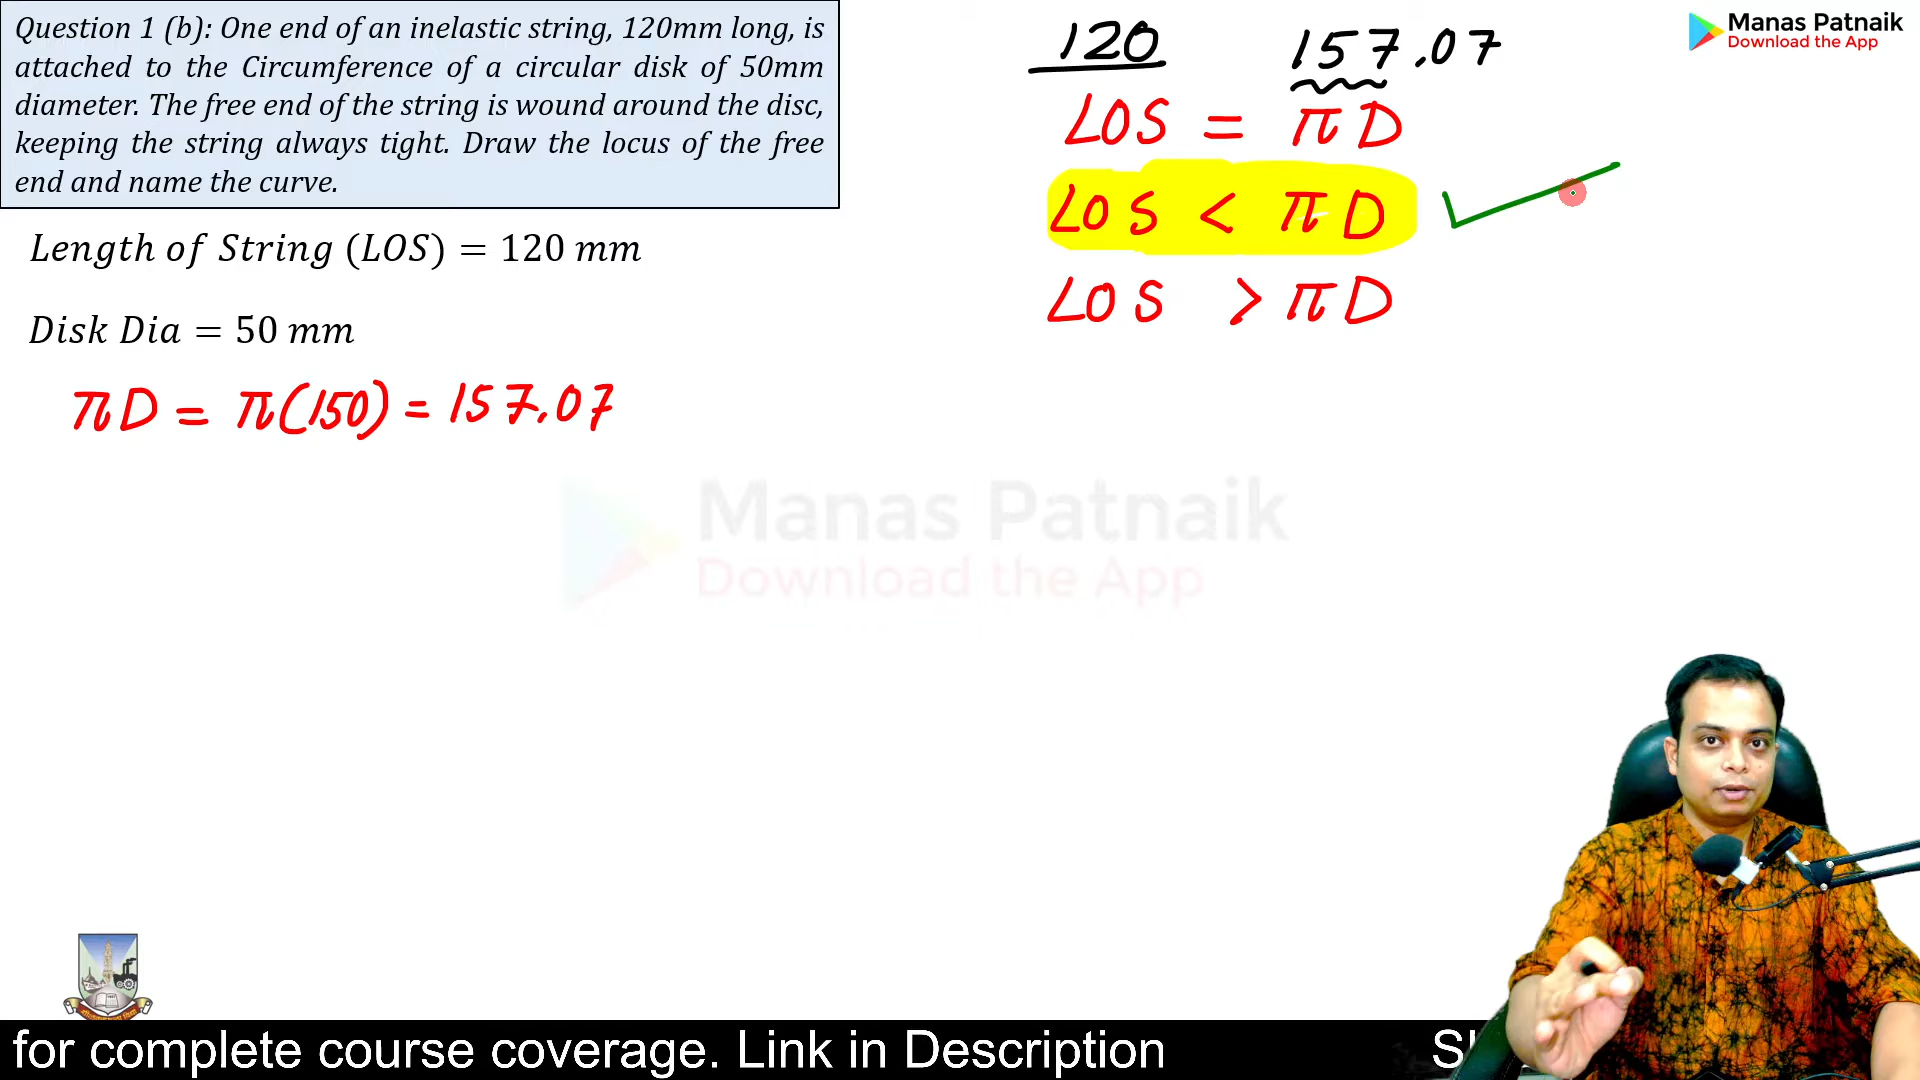 Question 1 (b): One end of an inelastic string, 120mm long, is
attached to the Circumference of a circular disk of 50mm
diameter. The free end of the string is wound around the disc,
keeping the string always tight. Draw the locus of the free
end and name the curve.
Length of String (LOS) = 120 mm
Disk Dia = 50 mm
πD = π(150) = 157.07
120 157.07
LOS = πD
LOS < πD
LOS > πD
Manas Patnaik
Download the App
Manas Patnaik
Download the App
for complete course coverage. Link in Description